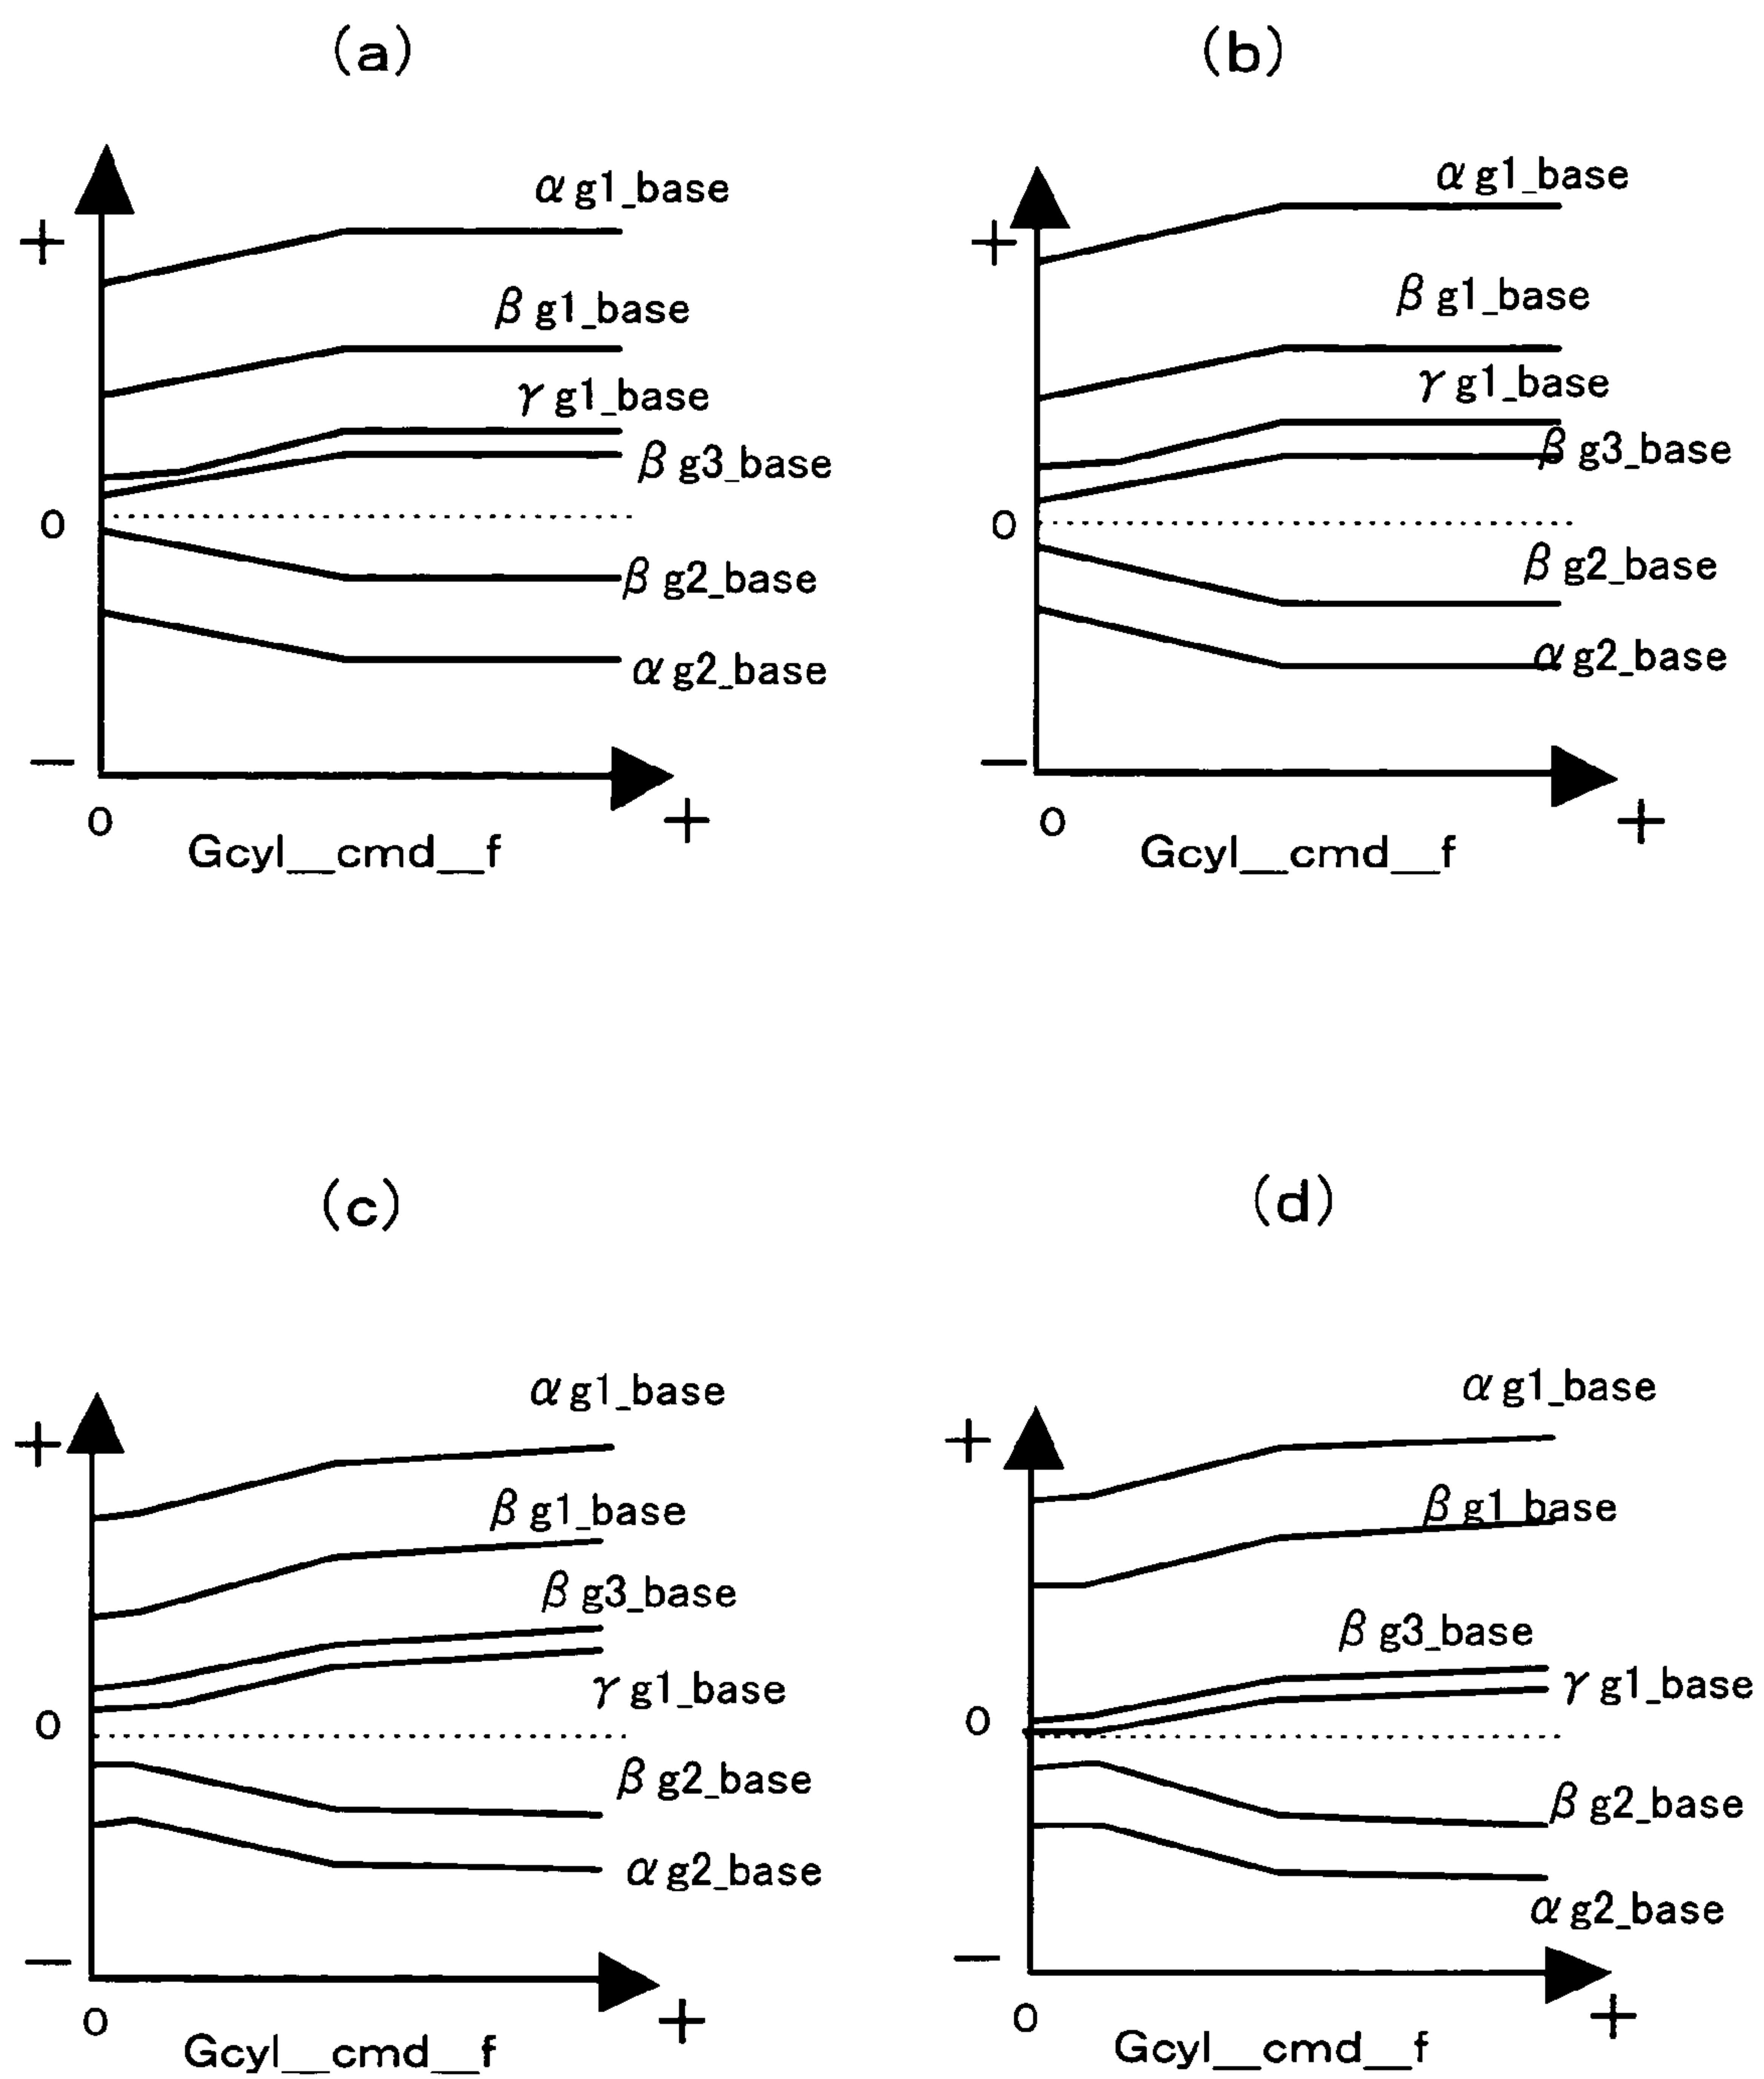 (a)
+
αg1_base
βg1_base
γg1_base
βg3_base
0
βg2_base
αg2_base
—
0
+
Gcyl__cmd__f
(b)
+
αg1_base
βg1_base
γg1_base
βg3_base
0
βg2_base
αg2_base
—
0
+
Gcyl__cmd__f
(c)
+
αg1_base
βg1_base
βg3_base
γg1_base
0
βg2_base
αg2_base
—
0
+
Gcyl__cmd__f
(d)
+
αg1_base
βg1_base
βg3_base
γg1_base
0
βg2_base
αg2_base
—
0
+
Gcyl__cmd__f